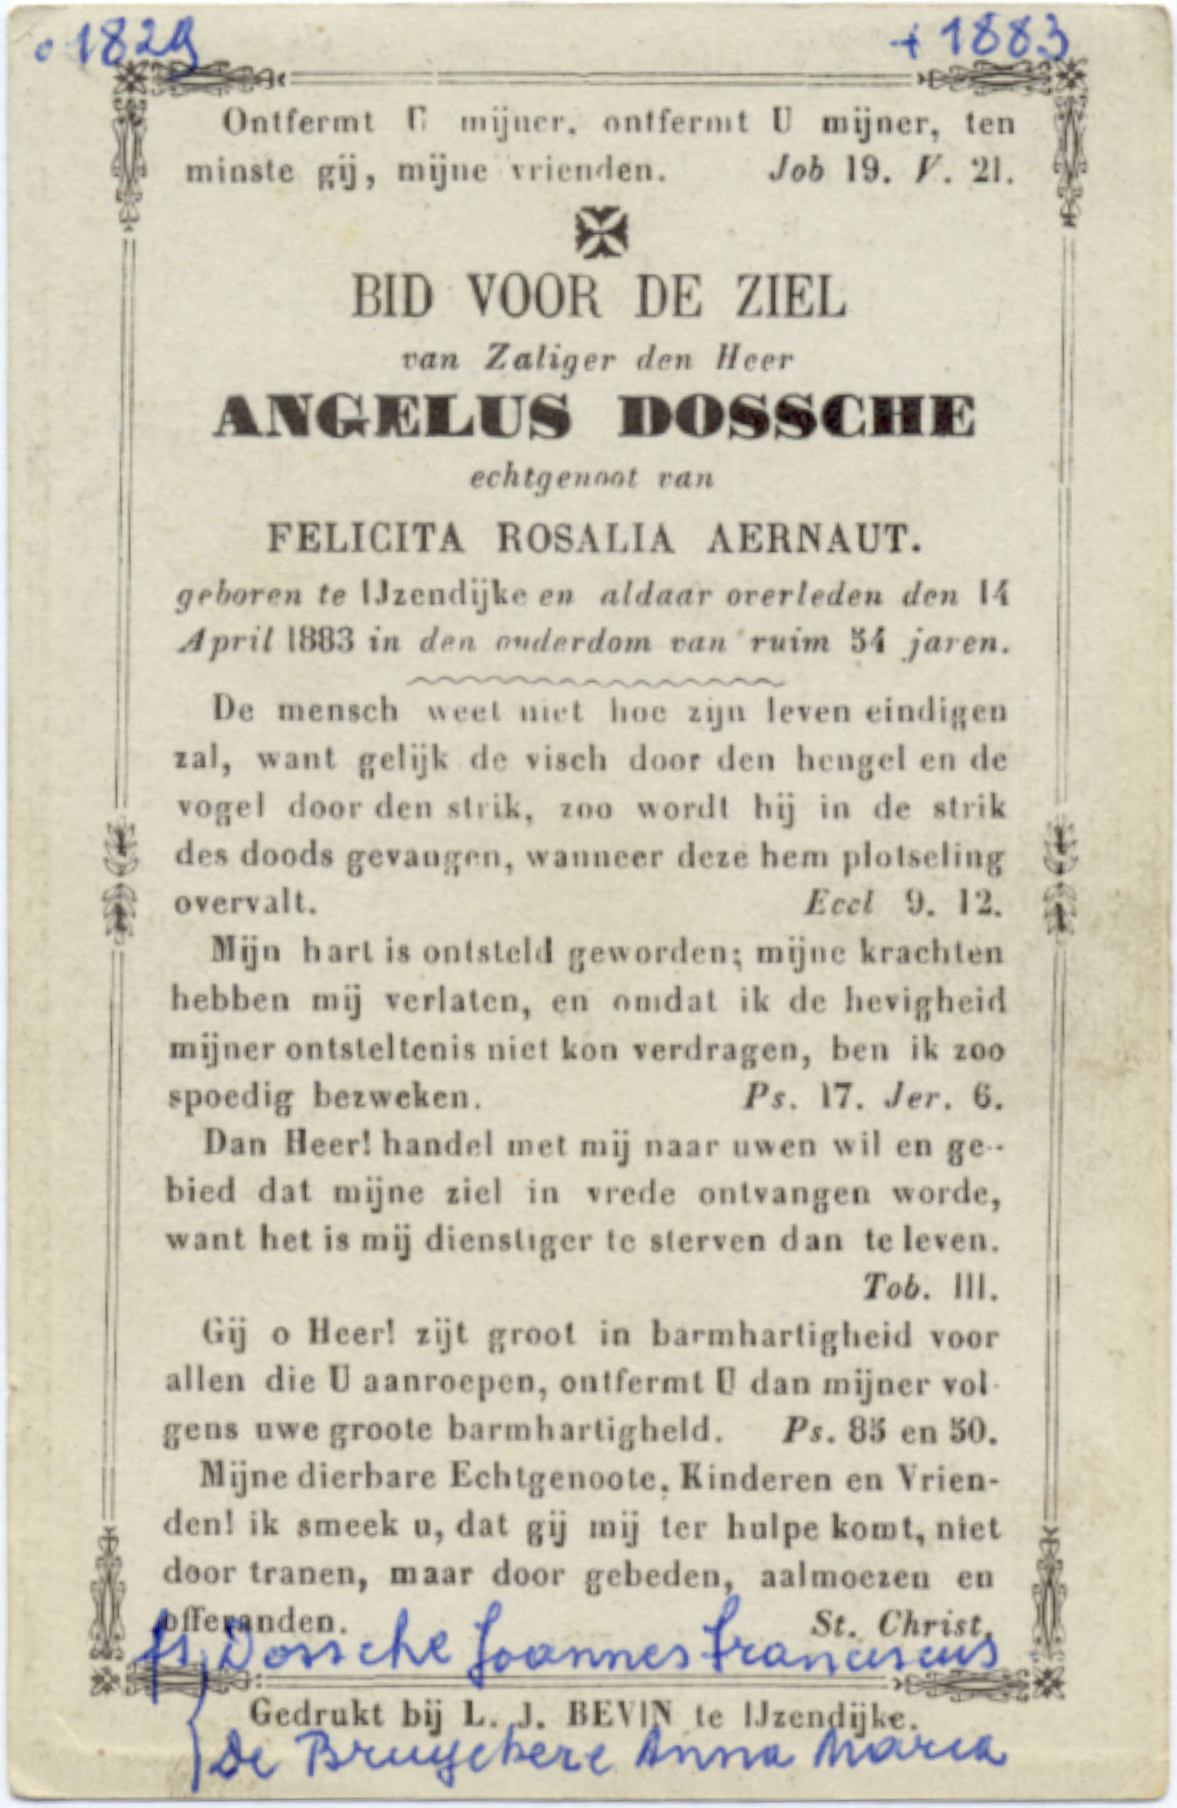 ° 1829
+ 1883
Ontfermt U mijner, ontfermt U mijner, ten
minste gij, mijne vrienden. Job 19. V. 21.
BID VOOR DE ZIEL
van Zaliger den Heer
ANGELUS DOSSCHE
echtgenoot van
FELICITA ROSALIA AERNAUT.
geboren te IJzendijke en aldaar overleden den 14
April 1883 in den ouderdom van ruim 54 jaren.
De mensch weet niet hoe zijn leven eindigen
zal, want gelijk de visch door den hengel en de
vogel door den strik, zoo wordt hij in de strik
des doods gevangen, wanneer deze hem plotseling
overvalt. Eccl 9. 12.
Mijn hart is ontsteld geworden; mijne krachten
hebben mij verlaten, en omdat ik de hevigheid
mijner ontsteltenis niet kon verdragen, ben ik zoo
spoedig bezweken. Ps. 17. Jer. 6.
Dan Heer! handel met mij naar uwen wil en ge-
bied dat mijne ziel in vrede ontvangen worde,
want het is mij dienstiger te sterven dan te leven.
Tob. III.
Gij o Heer! zijt groot in barmhartigheid voor
allen die U aanroepen, ontfermt U dan mijner vol-
gens uwe groote barmhartigheld. Ps. 85 en 50.
Mijne dierbare Echtgenoote, Kinderen en Vrien-
den! ik smeek u, dat gij mij ter hulpe komt, niet
door tranen, maar door gebeden, aalmoezen en
offeranden. St. Christ.
fs, Dossche Joannes Franciscus
Gedrukt bij L. J. BEVIN te IJzendijke.
De Bruyckere Anna Maria